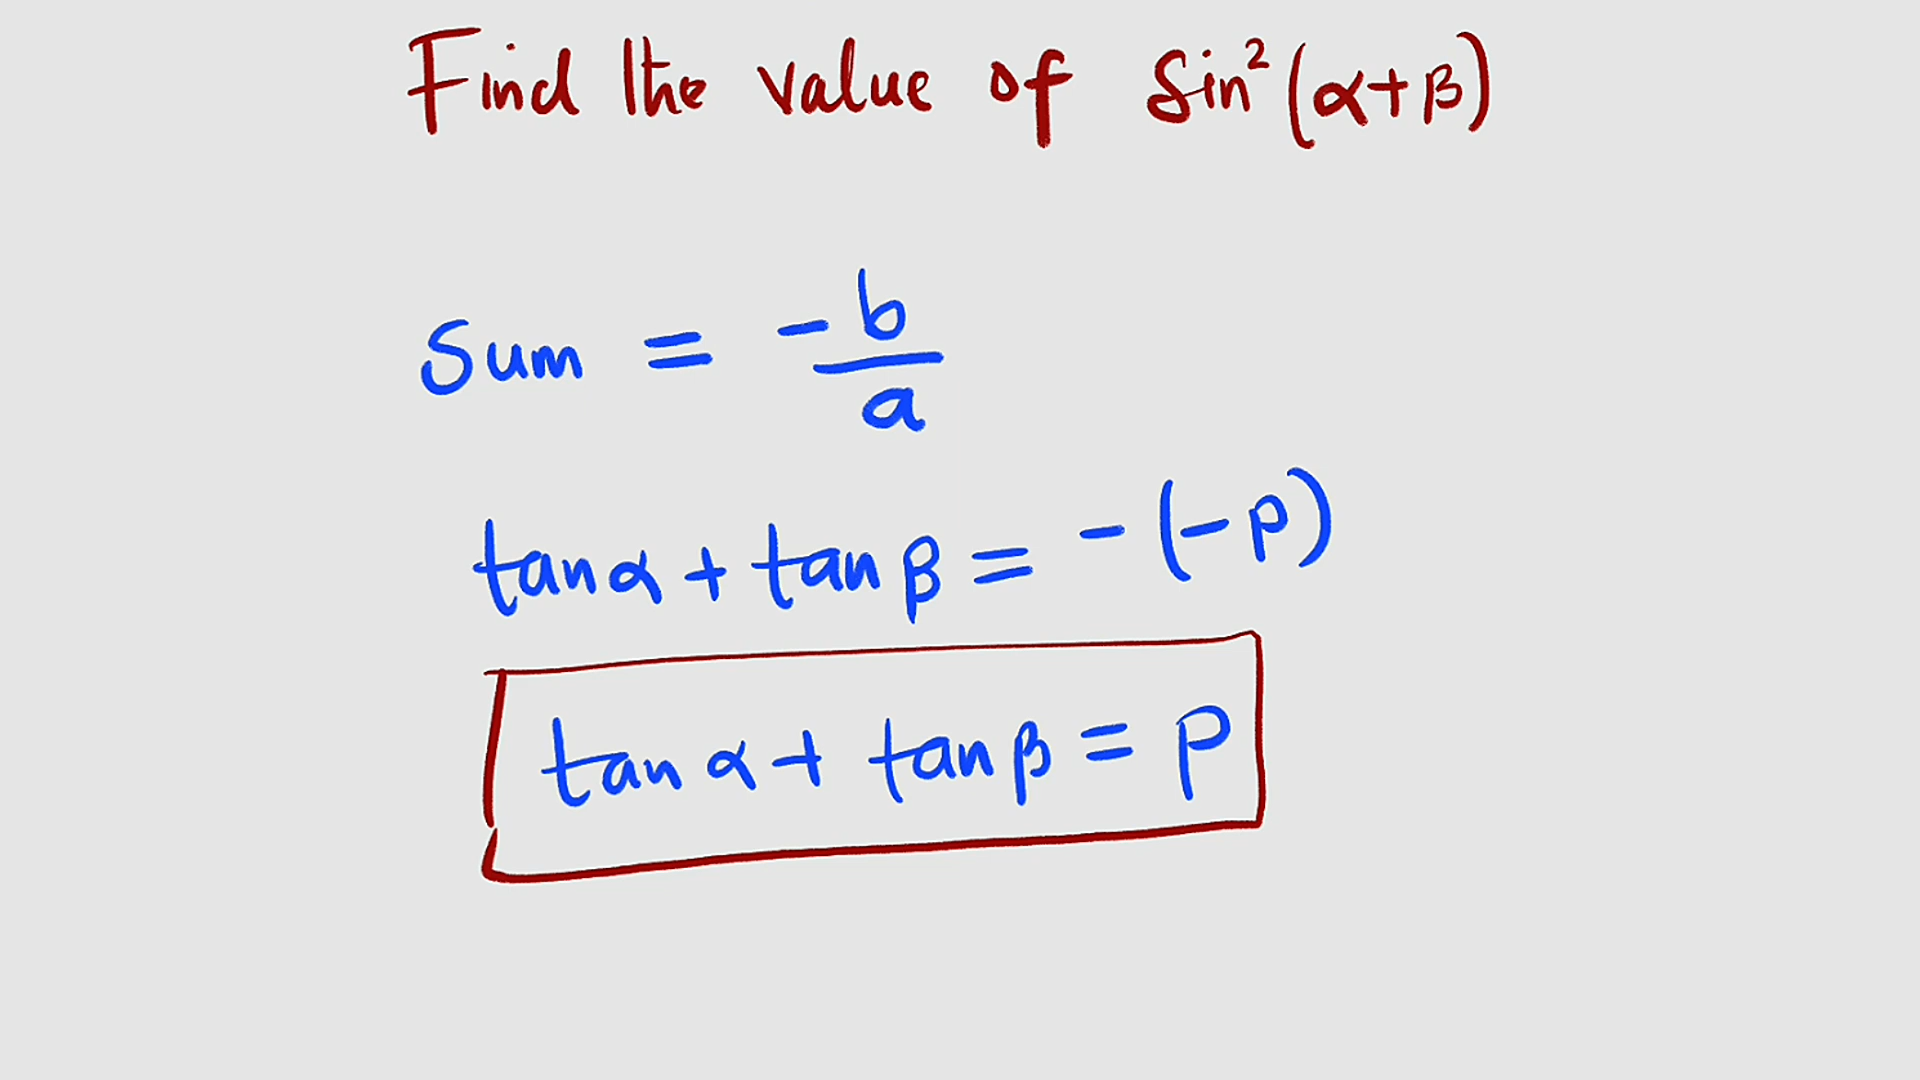 Find the value of Sin²(α+β)
Sum = -b/a
tanα + tanβ = -(-p)
tanα + tanβ = p